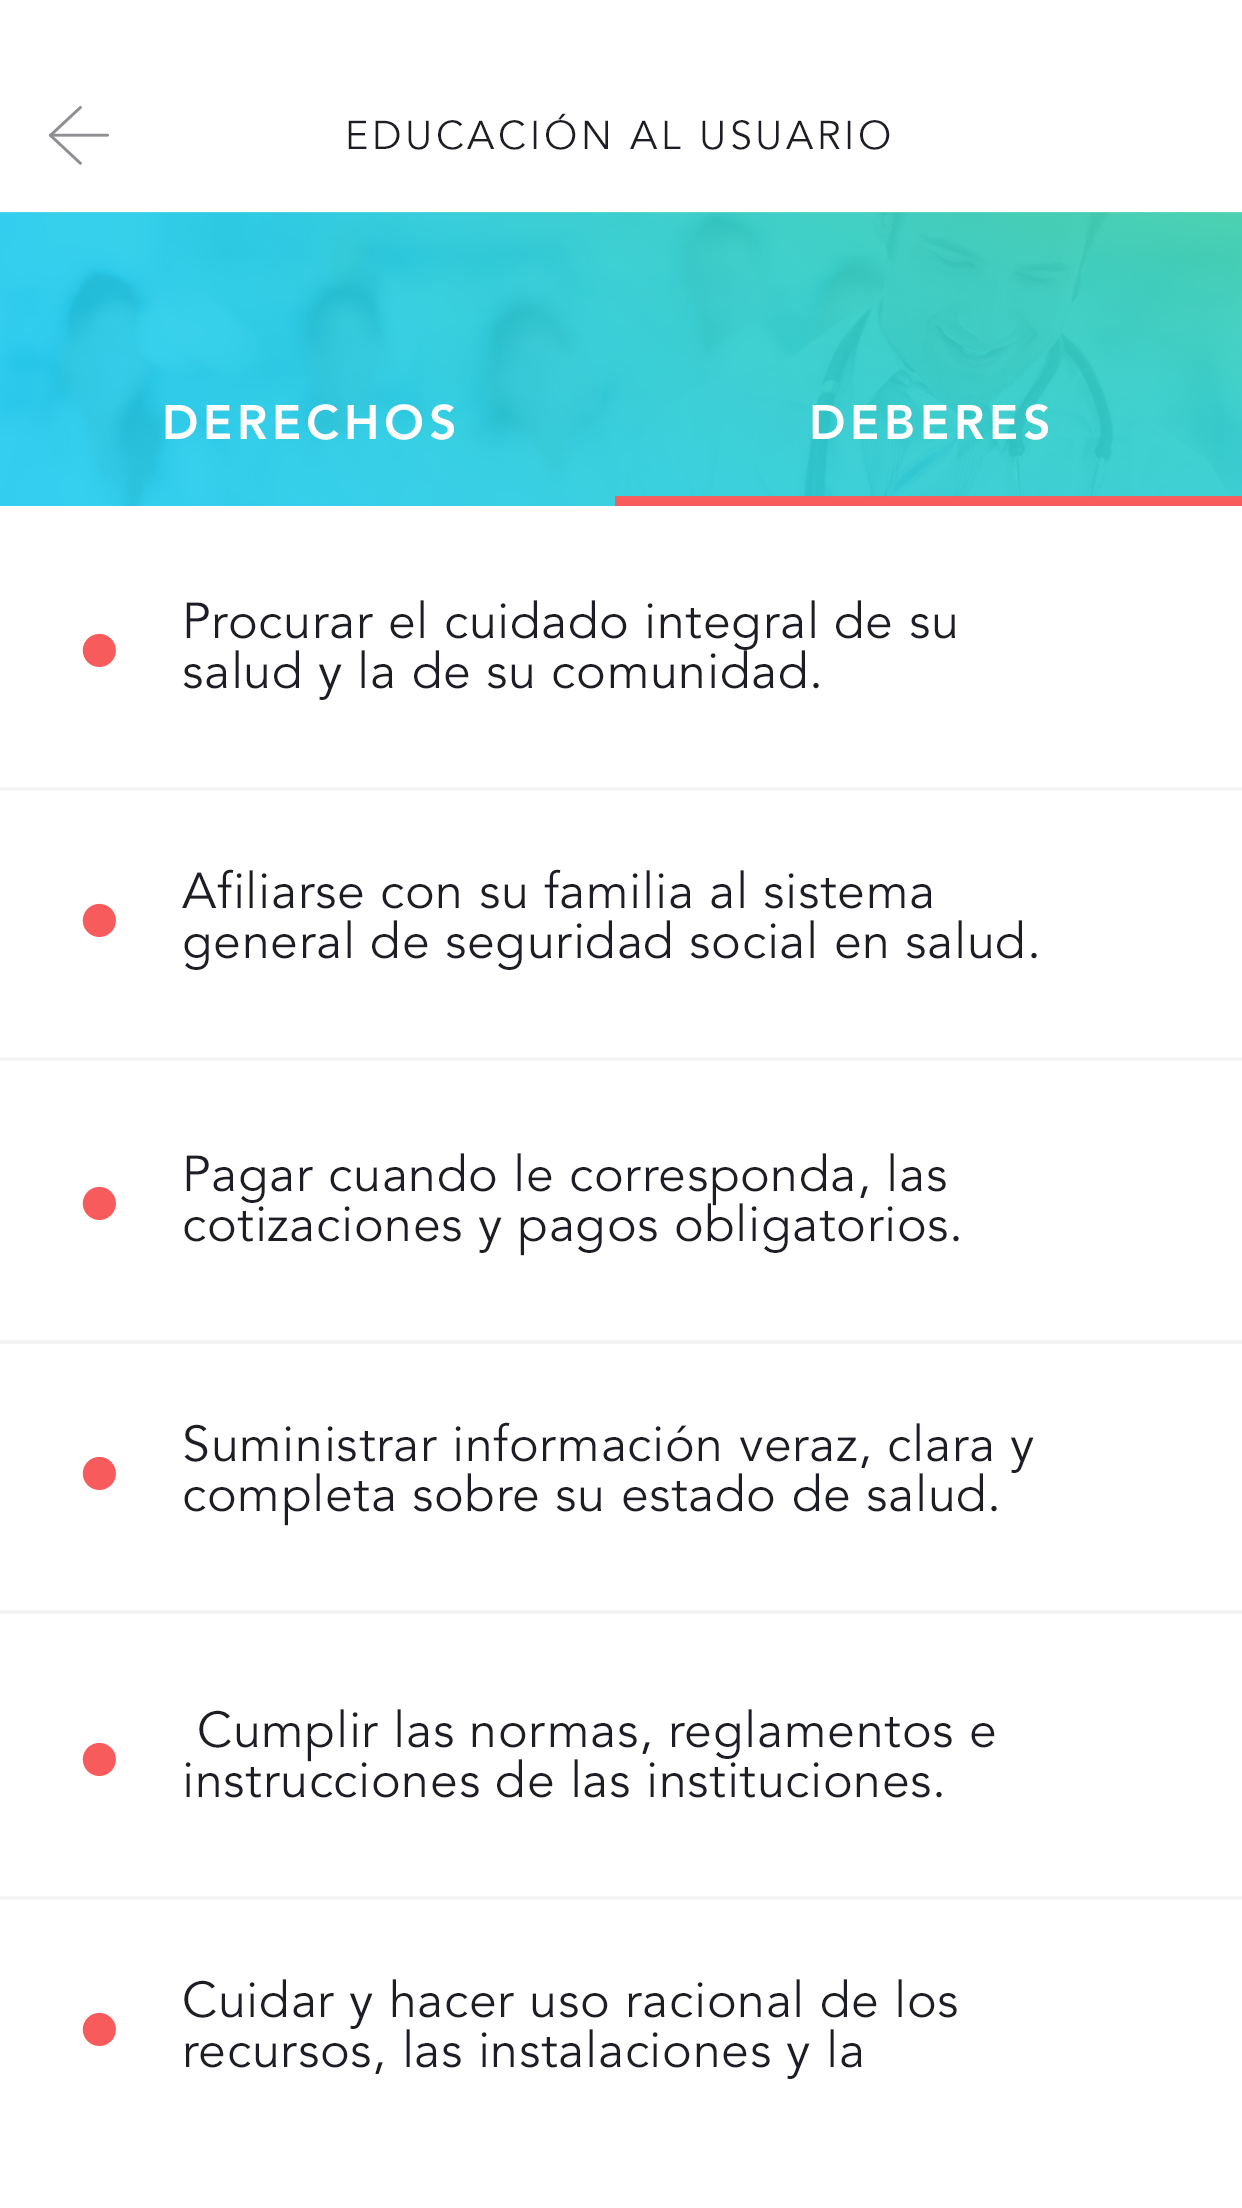 EDUCACIÓN AL USUARIO
DERECHOS
DEBERES
Procurar el cuidado integral de su
salud y la de su comunidad.
Afiliarse con su familia al sistema
general de seguridad social en salud.
Pagar cuando le corresponda, las
cotizaciones y pagos obligatorios.
Suministrar información veraz, clara y
completa sobre su estado de salud.
Cumplir las normas, reglamentos e
instrucciones de las instituciones.
Cuidar y hacer uso racional de los
recursos, las instalaciones y la